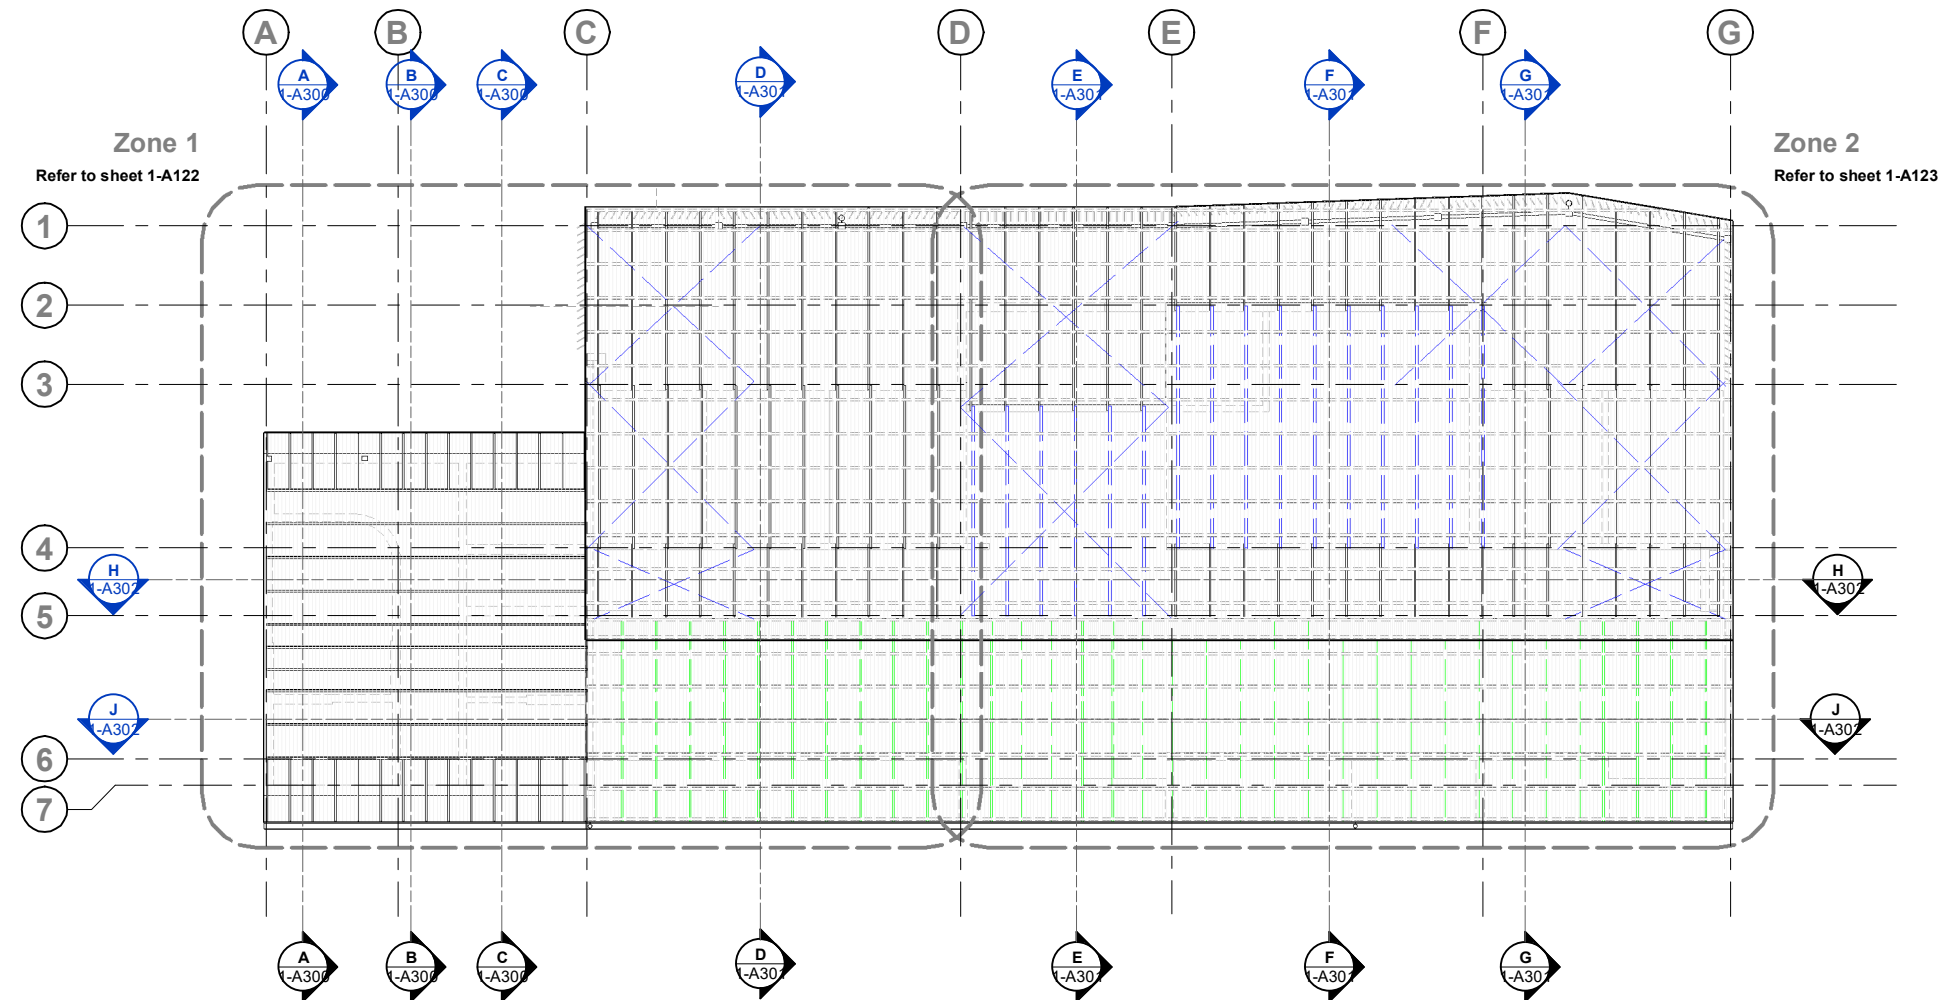 A B C D E F G
A B C D E F G
1-A300 1-A300 1-A300 1-A301 1-A301 1-A301 1-A301
Zone 1
Refer to sheet 1-A122
Zone 2
Refer to sheet 1-A123
1
2
3
4
H
1-A302
H
1-A302
5
J
1-A302
J
1-A302
6
7
A B C D E F G
1-A300 1-A300 1-A300 1-A301 1-A301 1-A301 1-A301